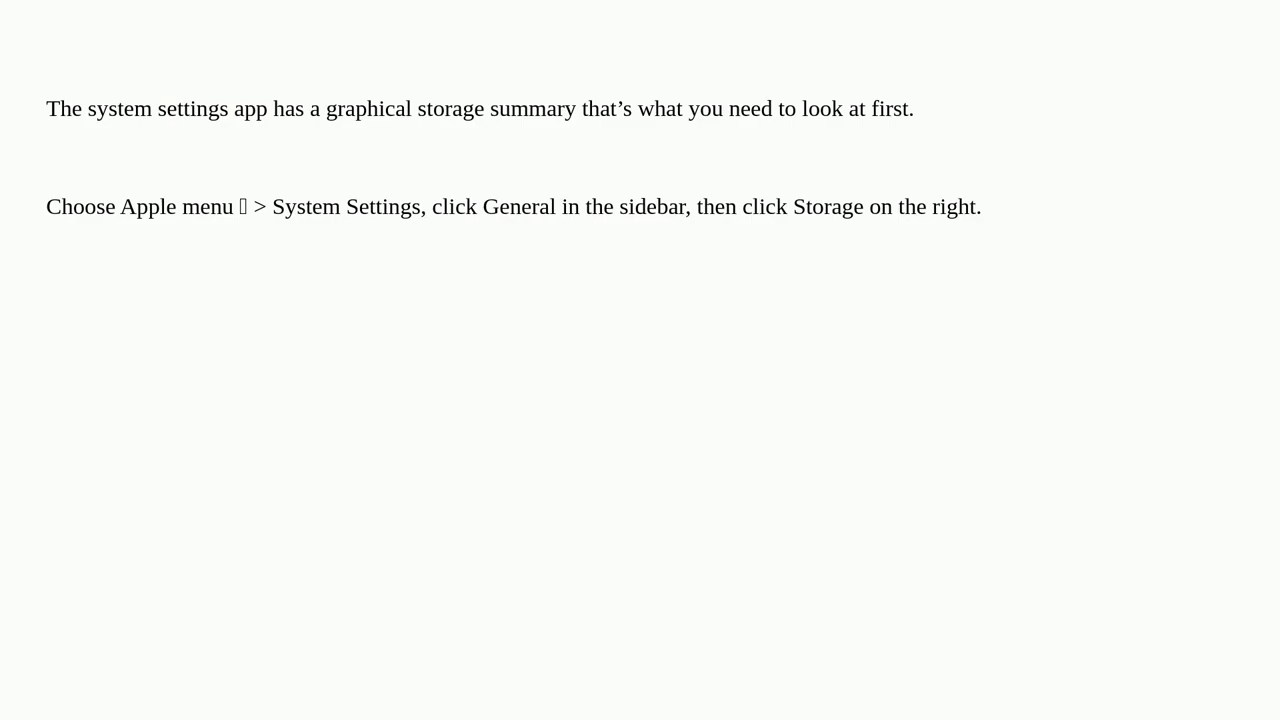 The system settings app has a graphical storage summary that’s what you need to look at first.
Choose Apple menu  > System Settings, click General in the sidebar, then click Storage on the right.